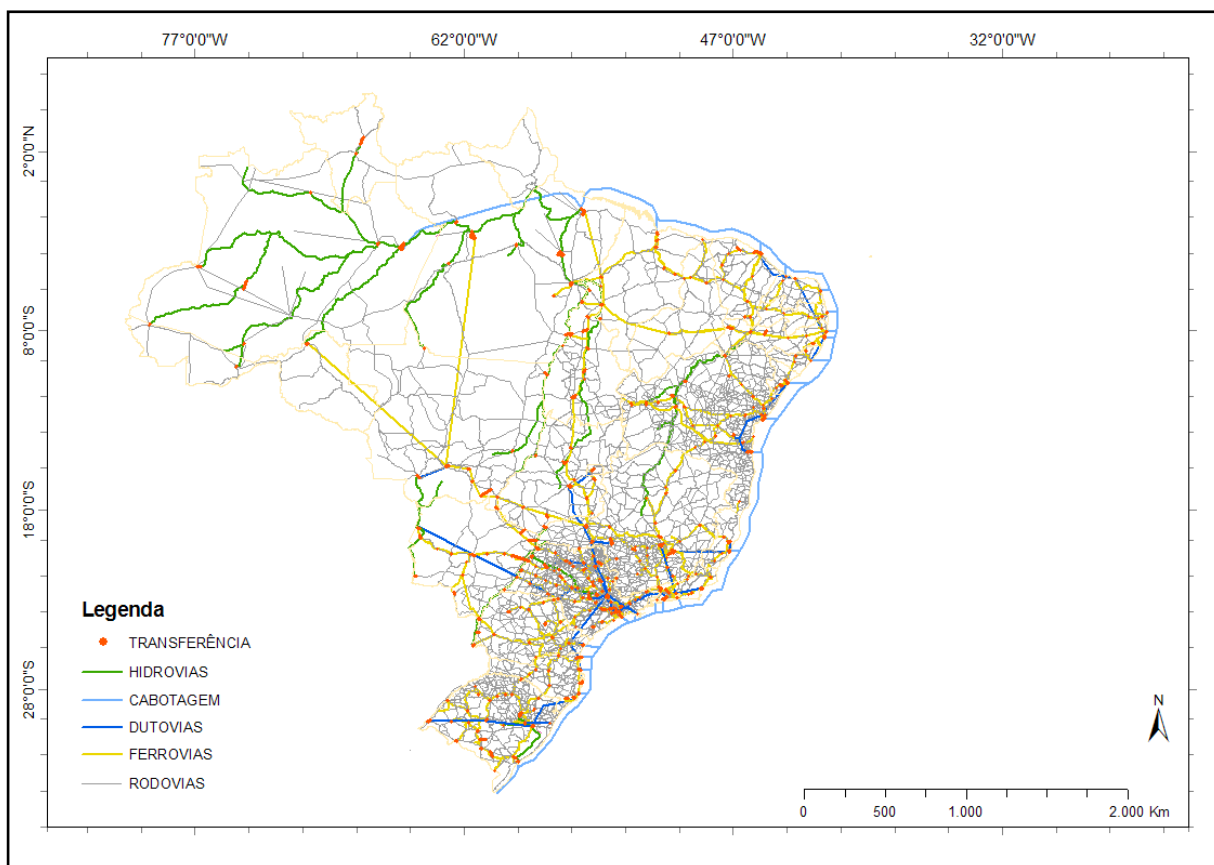 77°0'0"W 62°0'0"W 47°0'0"W 32°0'0"W
2°0'0"N
8°0'0"S
18°0'0"S
28°0'0"S
Legenda
TRANSFERÊNCIA
HIDROVIAS
CABOTAGEM
DUTOVIAS
FERROVIAS
RODOVIAS
N
0 500 1.000 2.000 Km